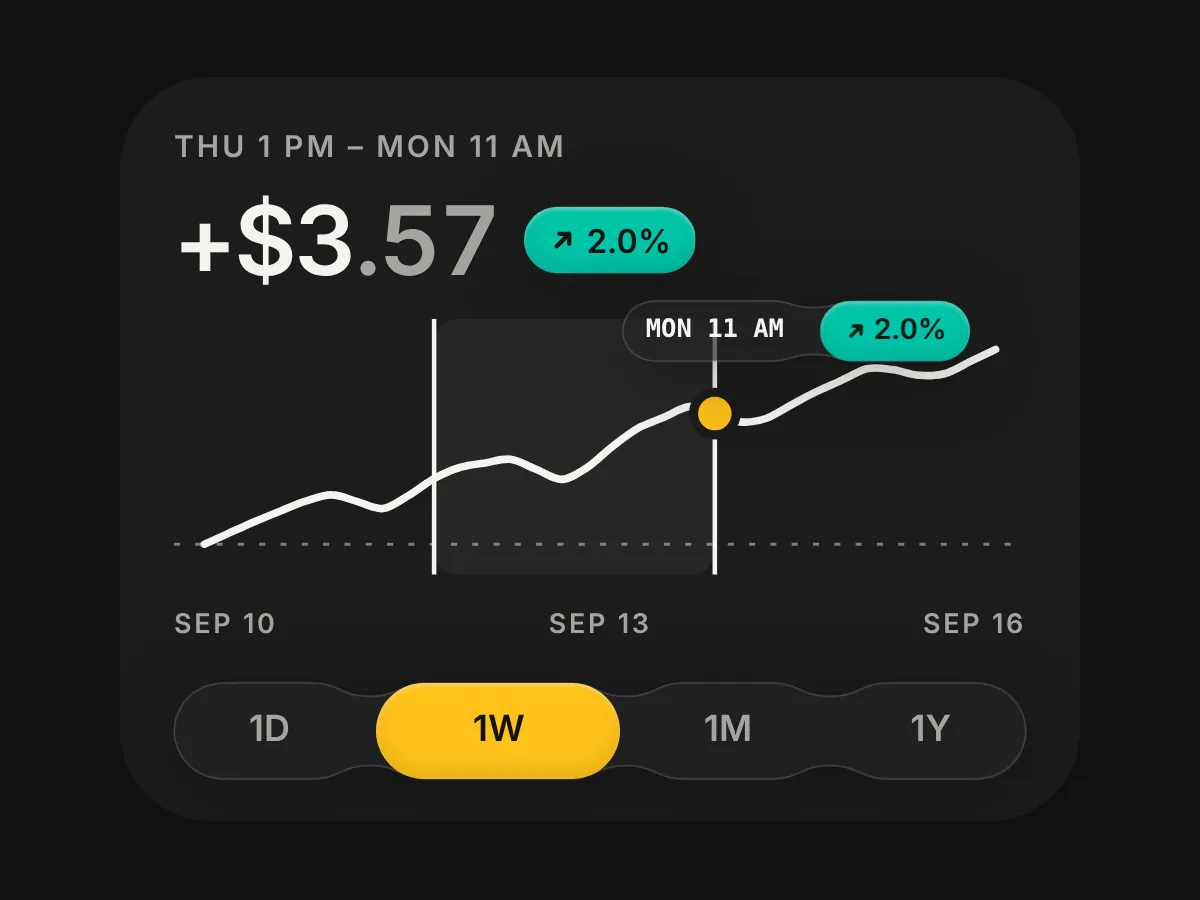 THU 1 PM – MON 11 AM
+$3.57 2.0%
MON 11 AM 2.0%
SEP 10 SEP 13 SEP 16
1D 1W 1M 1Y